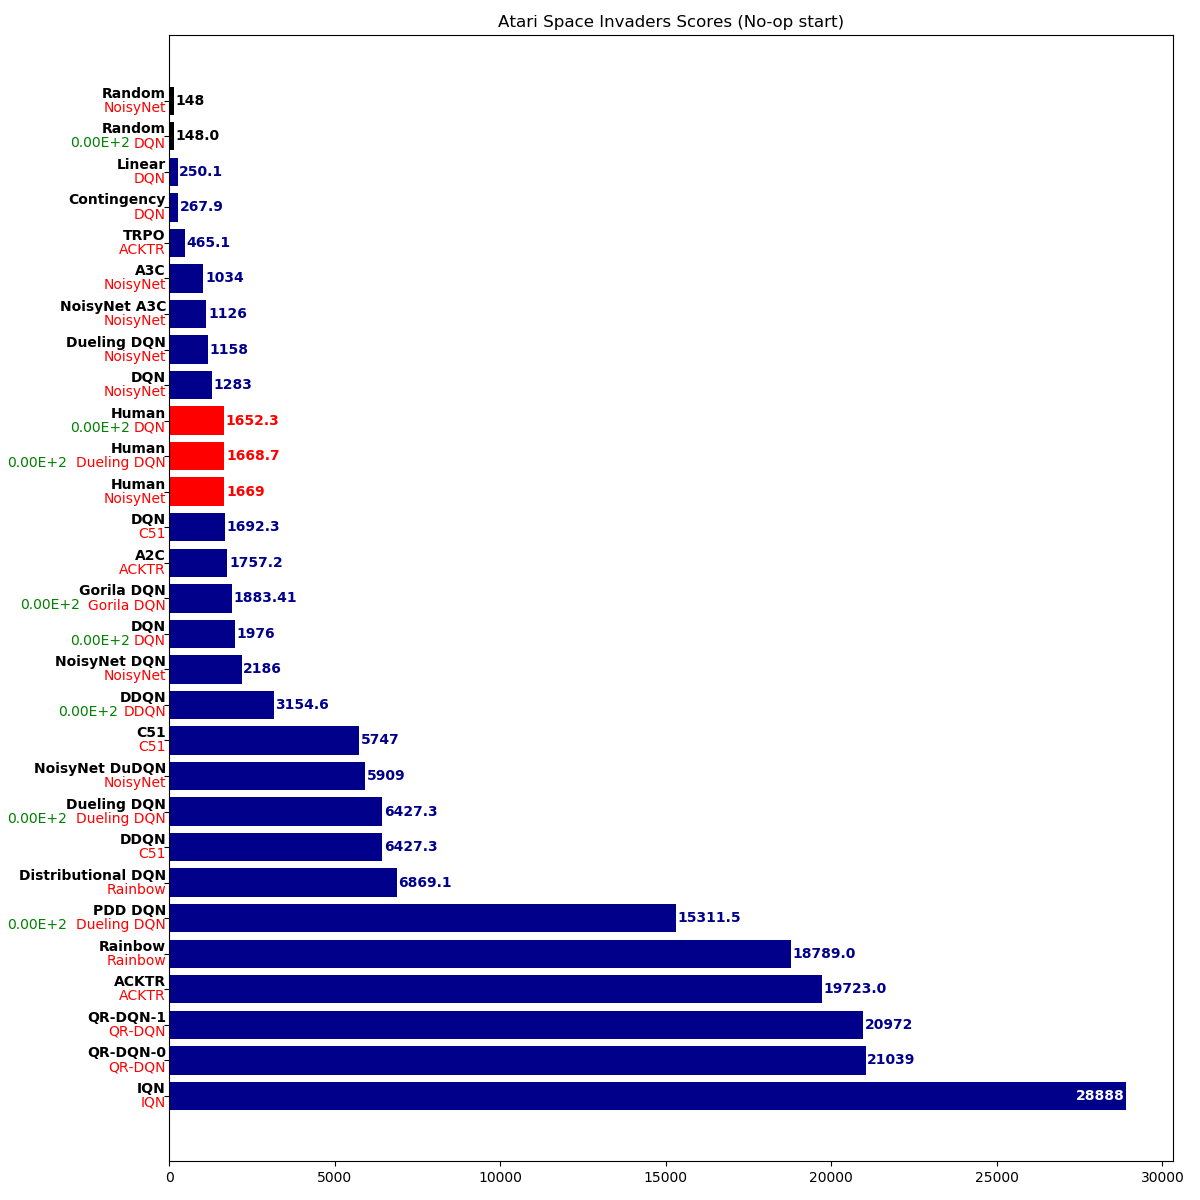 Atari Space Invaders Scores (No-op start)
Random
NoisyNet
148
Random
0.00E+2 DQN
148.0
Linear
DQN
250.1
Contingency
DQN
267.9
TRPO
ACKTR
465.1
A3C
NoisyNet
1034
NoisyNet A3C
NoisyNet
1126
Dueling DQN
NoisyNet
1158
DQN
NoisyNet
1283
Human
0.00E+2 DQN
1652.3
Human
0.00E+2 Dueling DQN
1668.7
Human
NoisyNet
1669
DQN
C51
1692.3
A2C
ACKTR
1757.2
Gorila DQN
0.00E+2 Gorila DQN
1883.41
DQN
0.00E+2 DQN
1976
NoisyNet DQN
NoisyNet
2186
DDQN
0.00E+2 DDQN
3154.6
C51
C51
5747
NoisyNet DuDQN
NoisyNet
5909
Dueling DQN
0.00E+2 Dueling DQN
6427.3
DDQN
C51
6427.3
Distributional DQN
Rainbow
6869.1
PDD DQN
0.00E+2 Dueling DQN
15311.5
Rainbow
Rainbow
18789.0
ACKTR
ACKTR
19723.0
QR-DQN-1
QR-DQN
20972
QR-DQN-0
QR-DQN
21039
IQN
IQN
28888
0 5000 10000 15000 20000 25000 30000